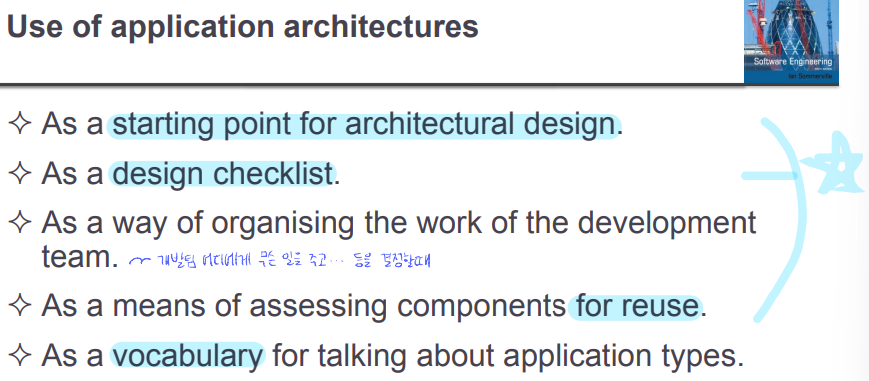 Use of application architectures
Software Engineering
Ian Sommerville
✧ As a starting point for architectural design.
✧ As a design checklist.
✧ As a way of organising the work of the development
team. 개발팀 어디에게 무슨 일을 주고... 등을 결정할때
✧ As a means of assessing components for reuse.
✧ As a vocabulary for talking about application types.